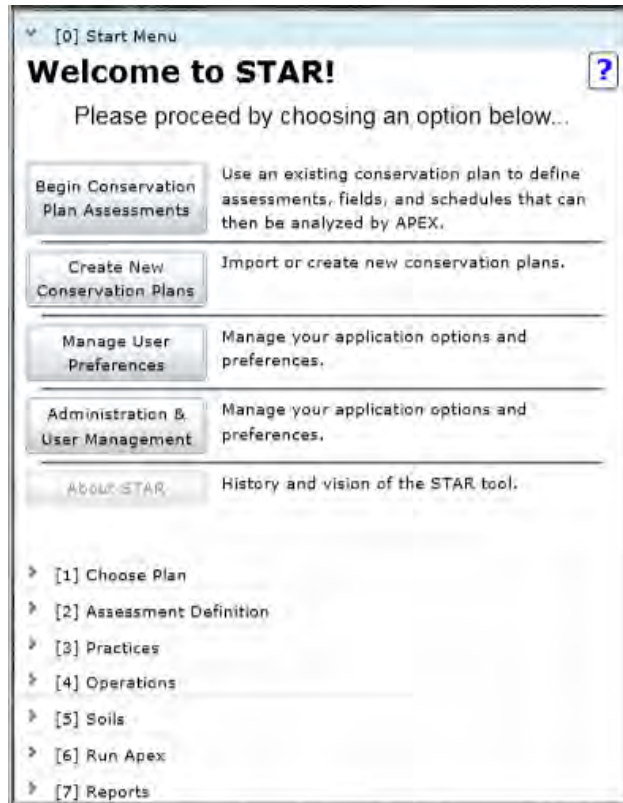 [0] Start Menu
Welcome to STAR!
?
Please proceed by choosing an option below...
Begin Conservation
Plan Assessments
Use an existing conservation plan to define
assessments, fields, and schedules that can
then be analyzed by APEX.
Create New
Conservation Plans
Import or create new conservation plans.
Manage User
Preferences
Manage your application options and
preferences.
Administration &
User Management
Manage your application options and
preferences.
About STAR
History and vision of the STAR tool.
[1] Choose Plan
[2] Assessment Definition
[3] Practices
[4] Operations
[5] Soils
[6] Run Apex
[7] Reports